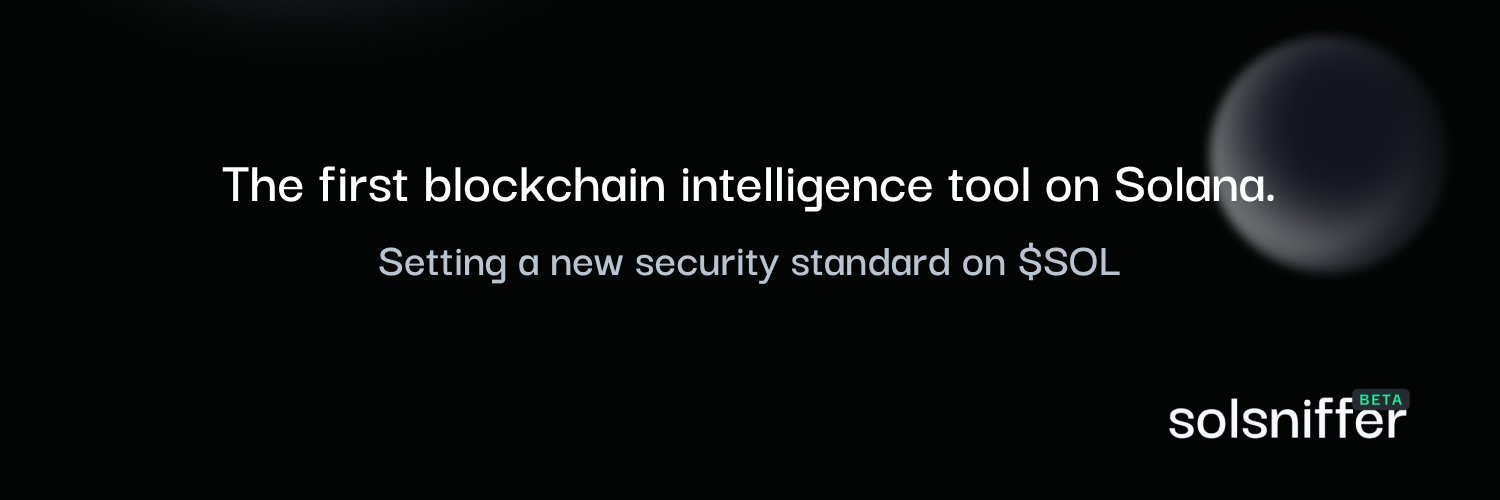 The first blockchain intelligence tool on Solana.
Setting a new security standard on $SOL
BETA
solsniffer